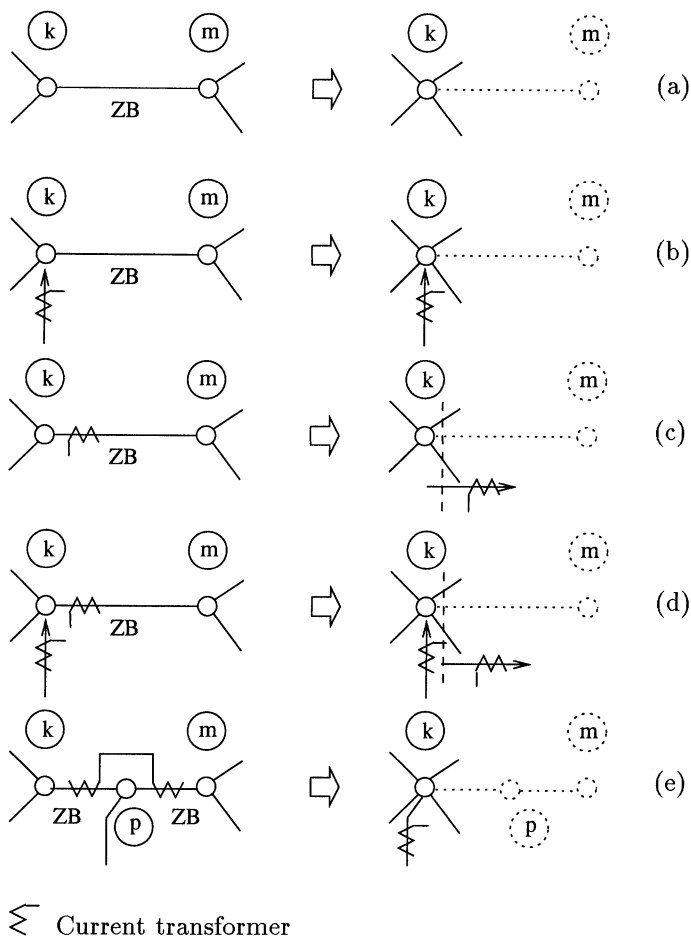 k m k m
ZB (a)
k m k m
ZB (b)
k m k m
ZB (c)
k m k m
ZB (d)
k m k m
ZB p ZB p (e)
Current transformer